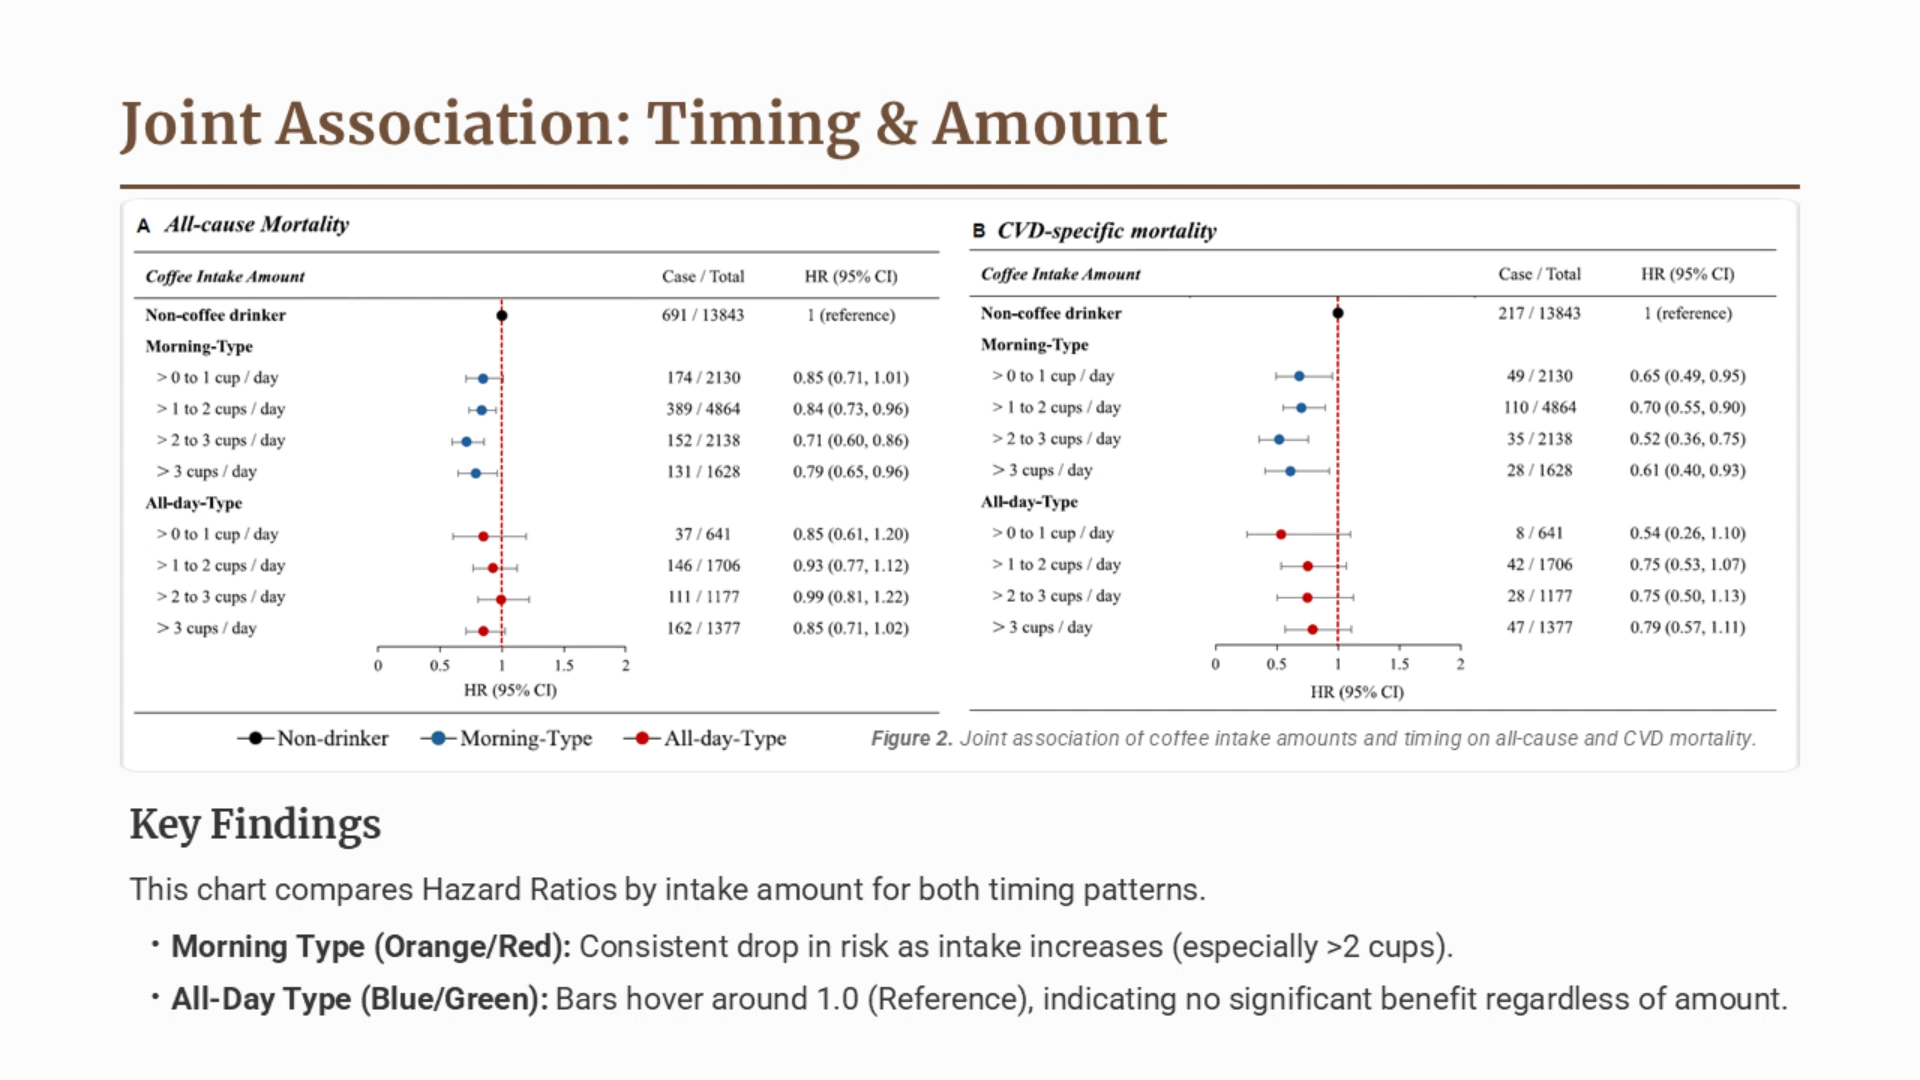 Joint Association: Timing & Amount
A All-cause Mortality
Coffee Intake Amount Case / Total HR (95% CI)
Non-coffee drinker 691 / 13843 1 (reference)
Morning-Type
> 0 to 1 cup / day 174 / 2130 0.85 (0.71, 1.01)
> 1 to 2 cups / day 389 / 4864 0.84 (0.73, 0.96)
> 2 to 3 cups / day 152 / 2138 0.71 (0.60, 0.86)
> 3 cups / day 131 / 1628 0.79 (0.65, 0.96)
All-day-Type
> 0 to 1 cup / day 37 / 641 0.85 (0.61, 1.20)
> 1 to 2 cups / day 146 / 1706 0.93 (0.77, 1.12)
> 2 to 3 cups / day 111 / 1177 0.99 (0.81, 1.22)
> 3 cups / day 162 / 1377 0.85 (0.71, 1.02)
0 0.5 1 1.5 2
HR (95% CI)
B CVD-specific mortality
Coffee Intake Amount Case / Total HR (95% CI)
Non-coffee drinker 217 / 13843 1 (reference)
Morning-Type
> 0 to 1 cup / day 49 / 2130 0.65 (0.49, 0.95)
> 1 to 2 cups / day 110 / 4864 0.70 (0.55, 0.90)
> 2 to 3 cups / day 35 / 2138 0.52 (0.36, 0.75)
> 3 cups / day 28 / 1628 0.61 (0.40, 0.93)
All-day-Type
> 0 to 1 cup / day 8 / 641 0.54 (0.26, 1.10)
> 1 to 2 cups / day 42 / 1706 0.75 (0.53, 1.07)
> 2 to 3 cups / day 28 / 1177 0.75 (0.50, 1.13)
> 3 cups / day 47 / 1377 0.79 (0.57, 1.11)
0 0.5 1 1.5 2
HR (95% CI)
Non-drinker Morning-Type All-day-Type
Figure 2. Joint association of coffee intake amounts and timing on all-cause and CVD mortality.
Key Findings
This chart compares Hazard Ratios by intake amount for both timing patterns.
• Morning Type (Orange/Red): Consistent drop in risk as intake increases (especially >2 cups).
• All-Day Type (Blue/Green): Bars hover around 1.0 (Reference), indicating no significant benefit regardless of amount.